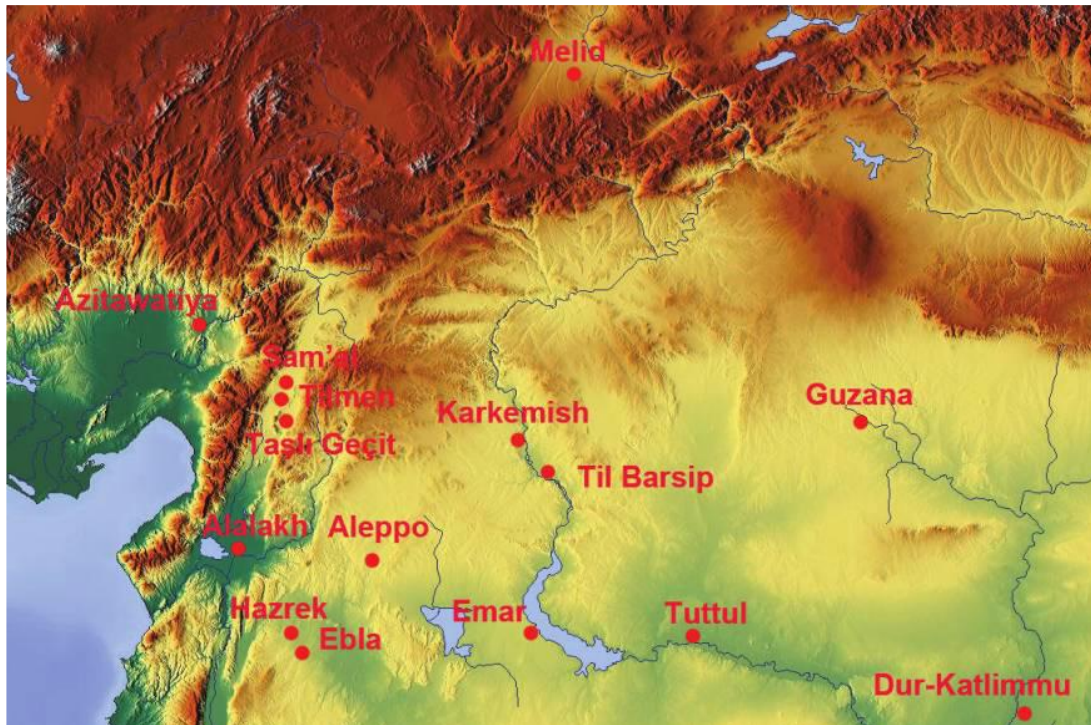 Melid
Azitawatiya
Sam’al
Tilmen
Taşlı Geçit
Karkemish
Guzana
Til Barsip
Alalakh
Aleppo
Hazrek
Ebla
Emar
Tuttul
Dur-Katlimmu